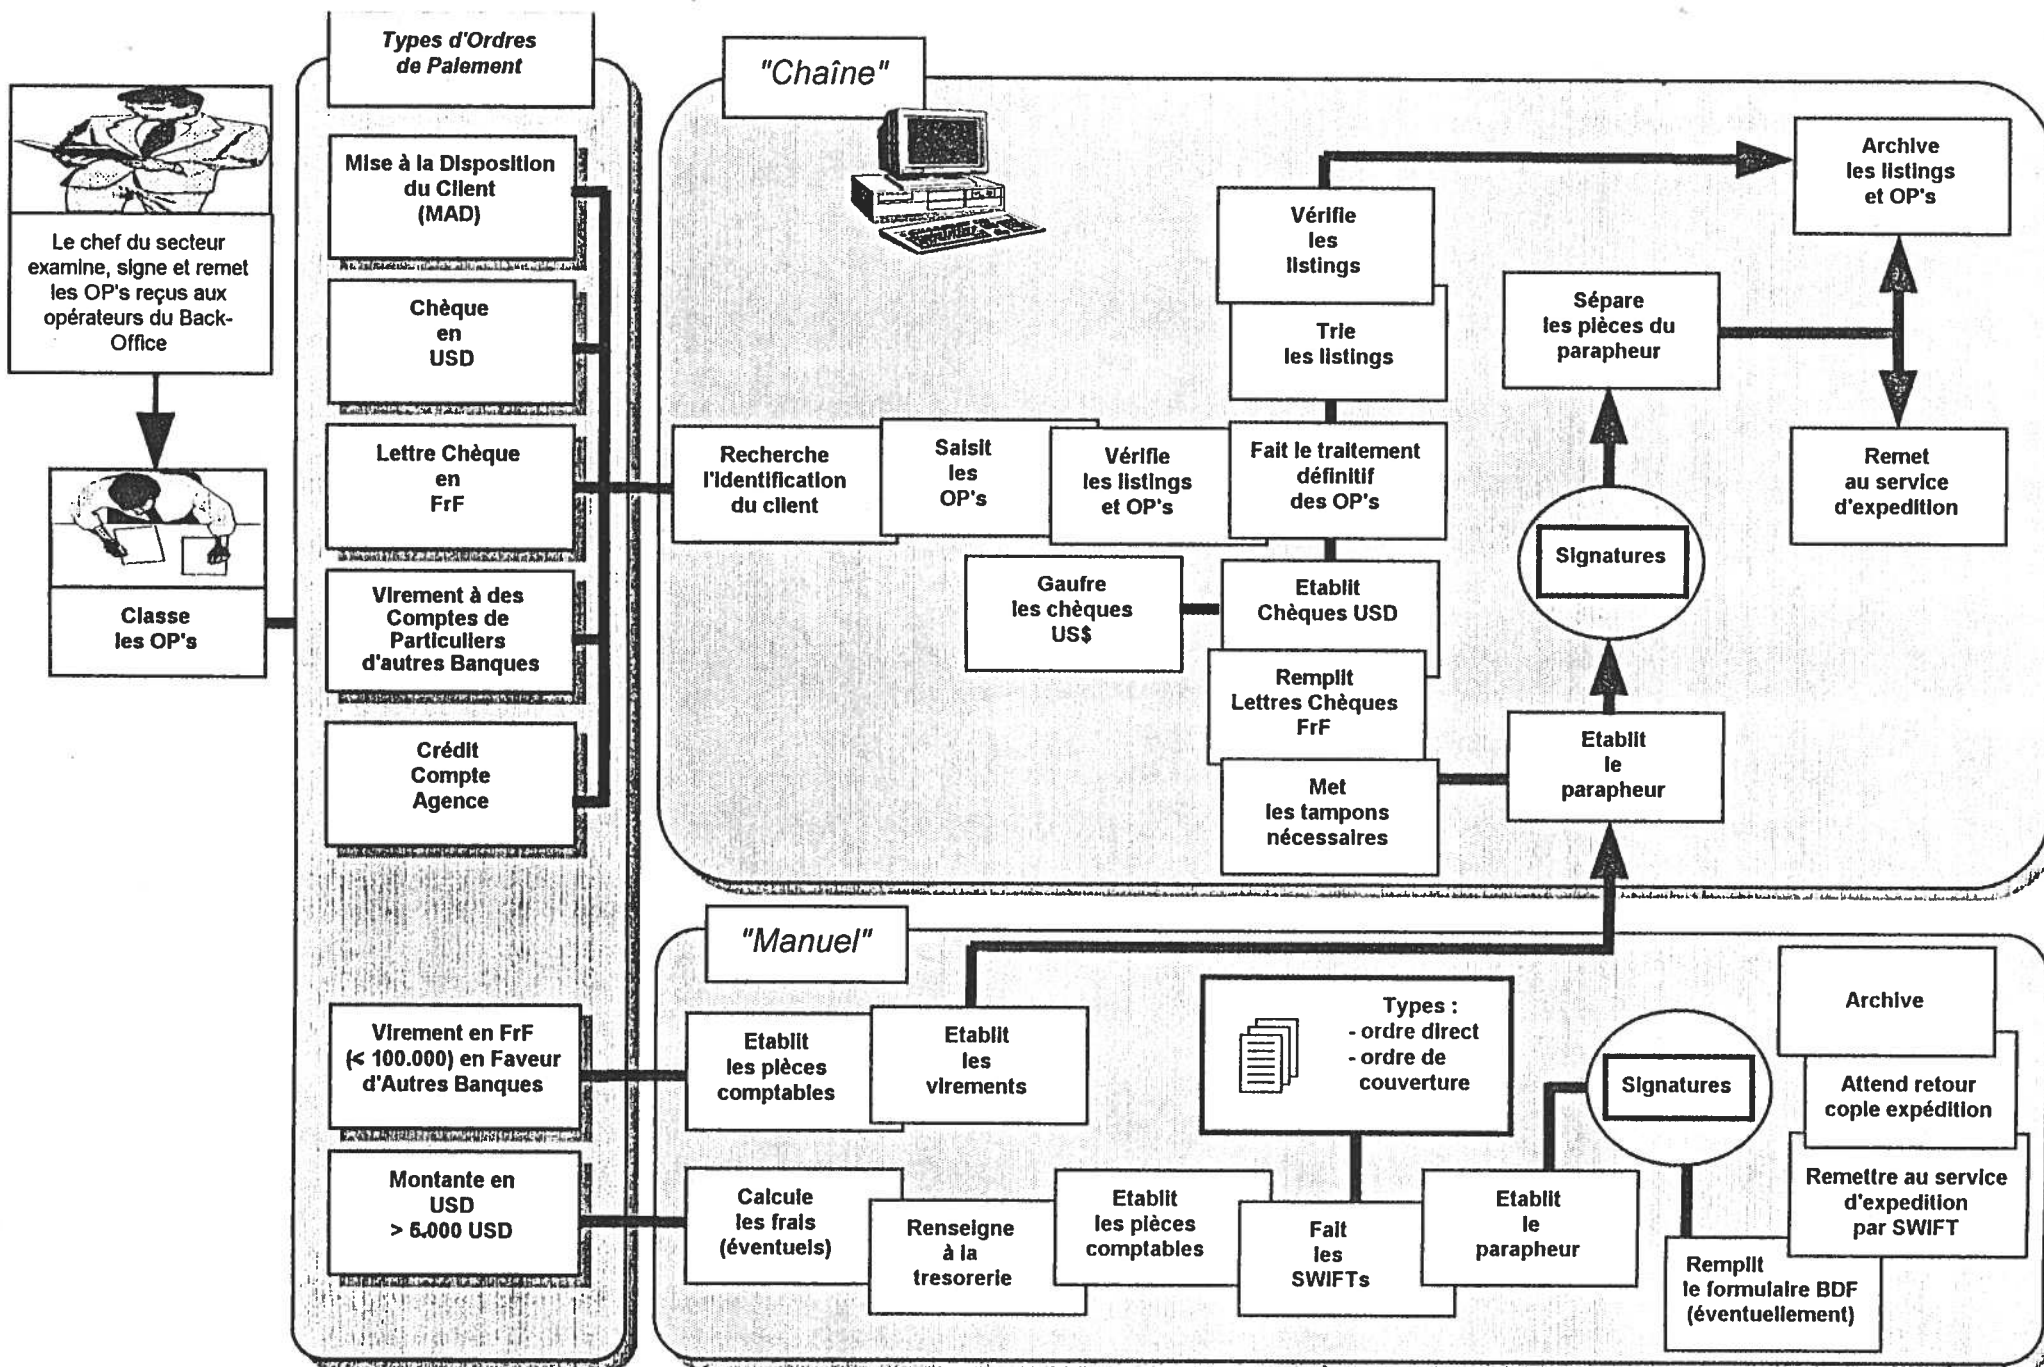 Types d'Ordres
de Paiement
"Chaîne"
Le chef du secteur
examine, signe et remet
les OP's reçus aux
opérateurs du Back-
Office
Classe
les OP's
Mise à la Disposition
du Client
(MAD)
Chèque
en
USD
Lettre Chèque
en
FrF
Virement à des
Comptes de
Particuliers
d'autres Banques
Crédit
Compte
Agence
Virement en FrF
(< 100.000) en Faveur
d'Autres Banques
Montante en
USD
> 5.000 USD
Recherche
l'identification
du client
Saisit
les
OP's
Vérifie
les listings
et OP's
Fait le traitement
définitif
des OP's
Trie
les listings
Vérifie
les
listings
Archive
les listings
et OP's
Sépare
les pièces du
parapheur
Remet
au service
d'expedition
Signatures
Gaufre
les chèques
US$
Etablit
Chèques USD
Remplit
Lettres Chèques
FrF
Met
les tampons
nécessaires
Etablit
le
parapheur
"Manuel"
Etablit
les pièces
comptables
Etablit
les
virements
Types :
- ordre direct
- ordre de
couverture
Calcule
les frais
(éventuels)
Renseigne
à la
tresorerie
Etablit
les pièces
comptables
Fait
les
SWIFTs
Etablit
le
parapheur
Signatures
Remplit
le formulaire BDF
(éventuellement)
Remettre au service
d'expedition
par SWIFT
Attend retour
copie expédition
Archive